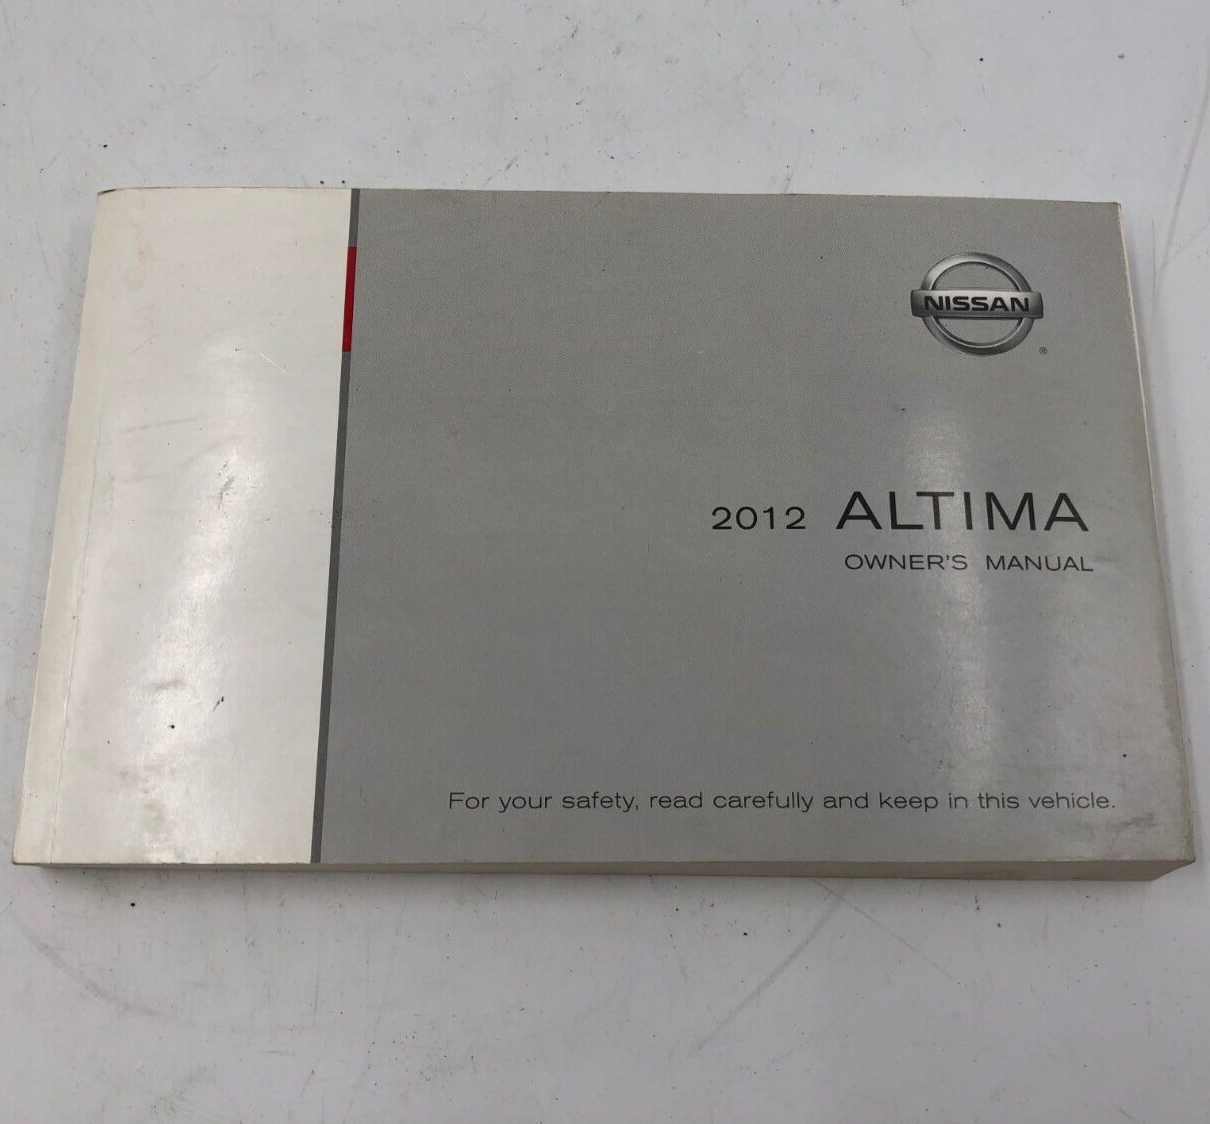 NISSAN
®
2012 ALTIMA
OWNER'S MANUAL
For your safety, read carefully and keep in this vehicle.